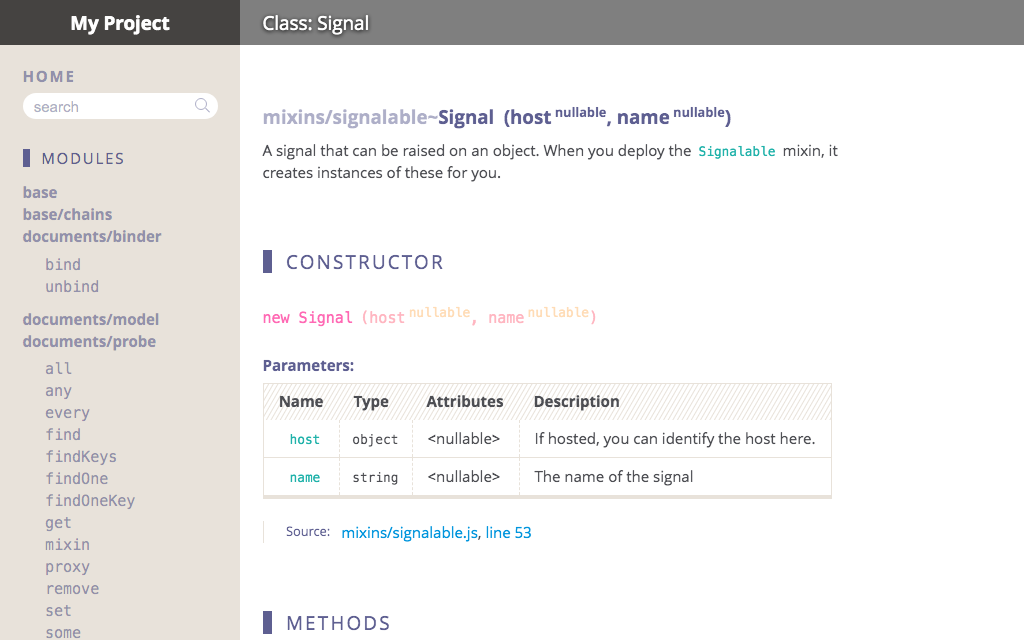 My Project
Class: Signal
HOME
search
MODULES
base
base/chains
documents/binder
bind
unbind
documents/model
documents/probe
all
any
every
find
findKeys
findOne
findOneKey
get
mixin
proxy
remove
set
some
mixins/signalable~Signal (host nullable, name nullable)
A signal that can be raised on an object. When you deploy the Signalable mixin, it
creates instances of these for you.
CONSTRUCTOR
new Signal (host nullable, name nullable)
Parameters:
Name Type Attributes Description
host object <nullable> If hosted, you can identify the host here.
name string <nullable> The name of the signal
Source: mixins/signalable.js, line 53
METHODS